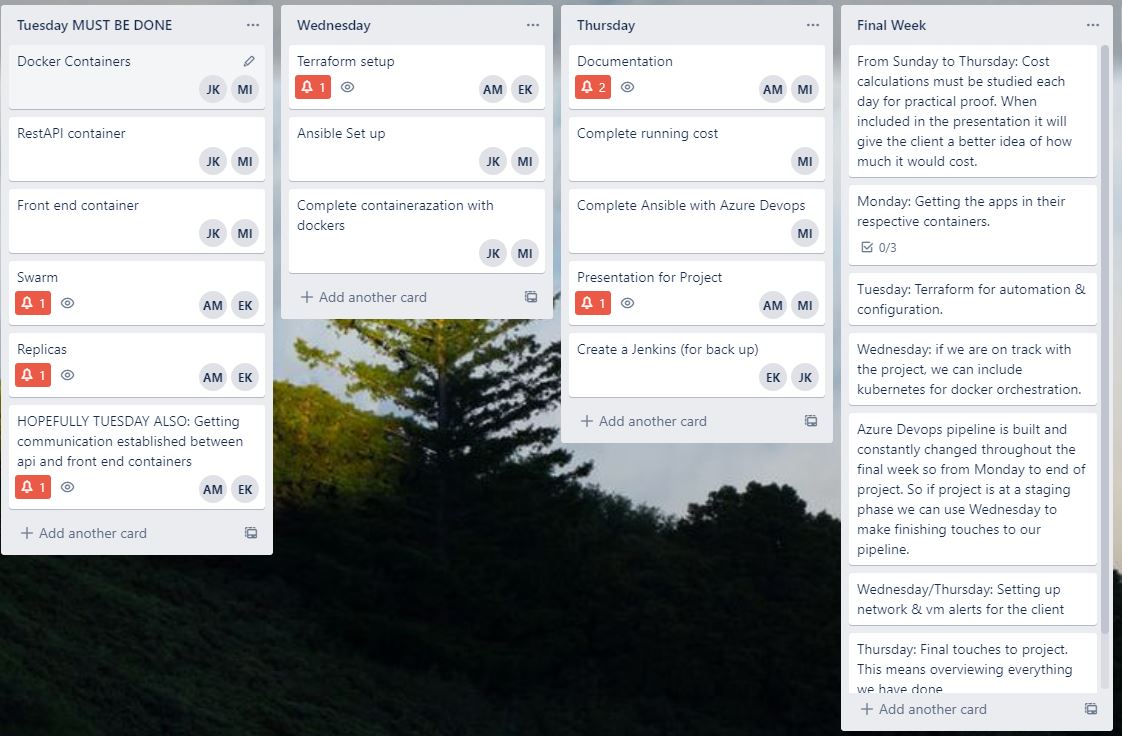 Tuesday MUST BE DONE
Docker Containers
JK MI
RestAPI container
JK MI
Front end container
JK MI
Swarm
1 AM EK
Replicas
1 AM EK
HOPEFULLY TUESDAY ALSO: Getting
communication established between
api and front end containers
1 AM EK
+ Add another card
Wednesday
Terraform setup
1 AM EK
Ansible Set up
JK MI
Complete containerazation with
dockers
JK MI
+ Add another card
Thursday
Documentation
2 AM MI
Complete running cost
MI
Complete Ansible with Azure Devops
MI
Presentation for Project
1 AM MI
Create a Jenkins (for back up)
EK JK
+ Add another card
Final Week
From Sunday to Thursday: Cost
calculations must be studied each
day for practical proof. When
included in the presentation it will
give the client a better idea of how
much it would cost.
Monday: Getting the apps in their
respective containers.
0/3
Tuesday: Terraform for automation &
configuration.
Wednesday: if we are on track with
the project, we can include
kubernetes for docker orchestration.
Azure Devops pipeline is built and
constantly changed throughout the
final week so from Monday to end of
project. So if project is at a staging
phase we can use Wednesday to
make finishing touches to our
pipeline.
Wednesday/Thursday: Setting up
network & vm alerts for the client
Thursday: Final touches to project.
This means overviewing everything
we have done
+ Add another card